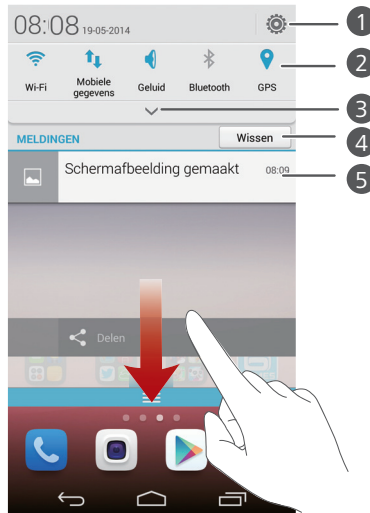 08:08 19-05-2014
1
2
Wi-Fi
Mobiele gegevens
Geluid
Bluetooth
GPS
3
MELDINGEN
Wissen
4
Schermafbeelding gemaakt
08:09
5
Delen